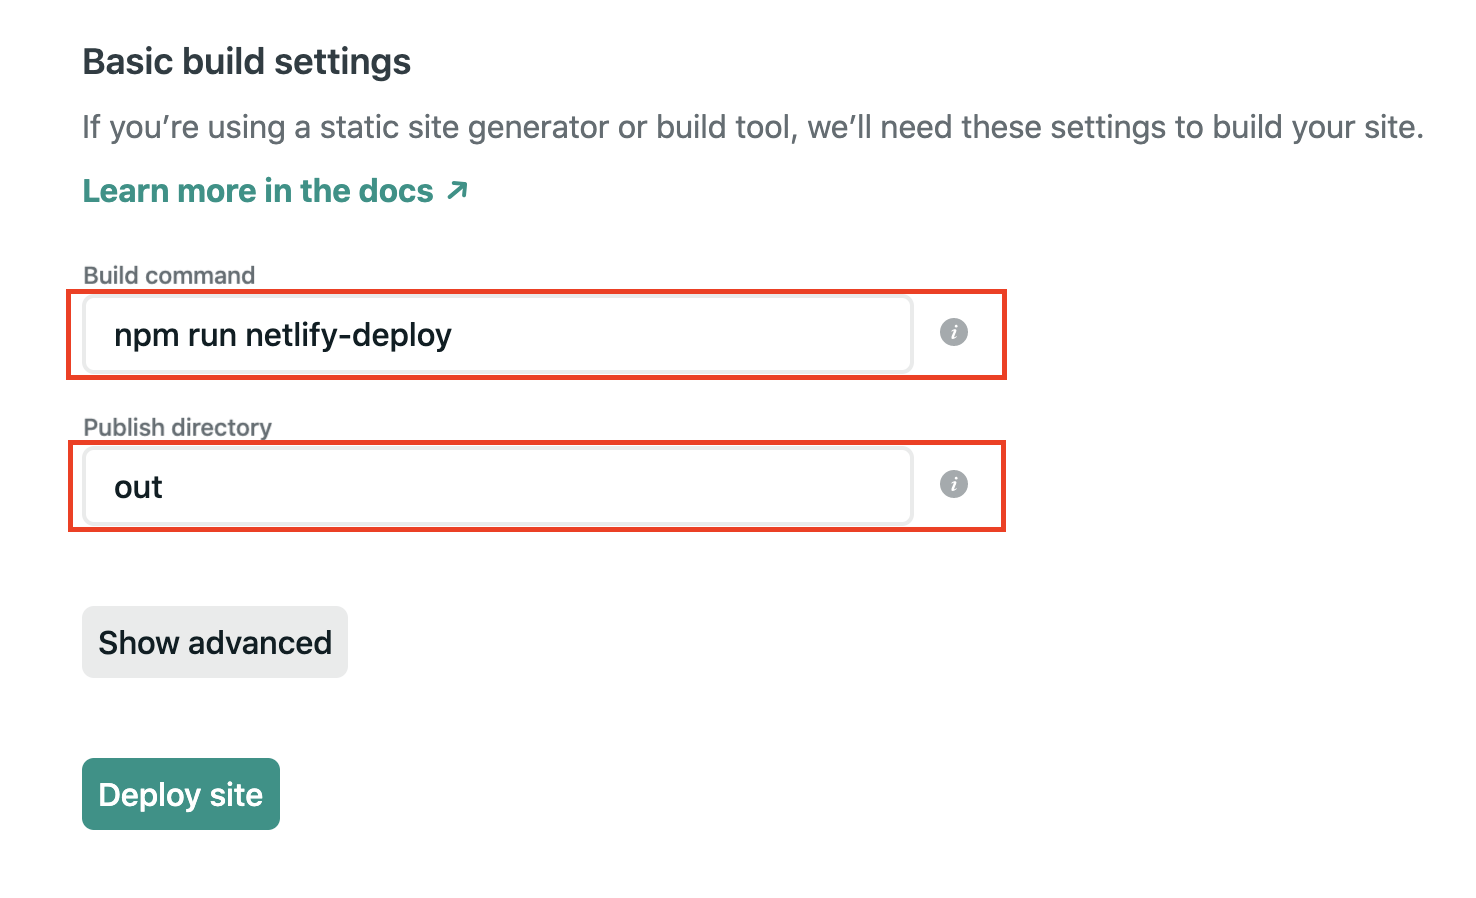 Basic build settings
If you’re using a static site generator or build tool, we’ll need these settings to build your site.
Learn more in the docs ↗
Build command
npm run netlify-deploy
i
Publish directory
out
i
Show advanced
Deploy site